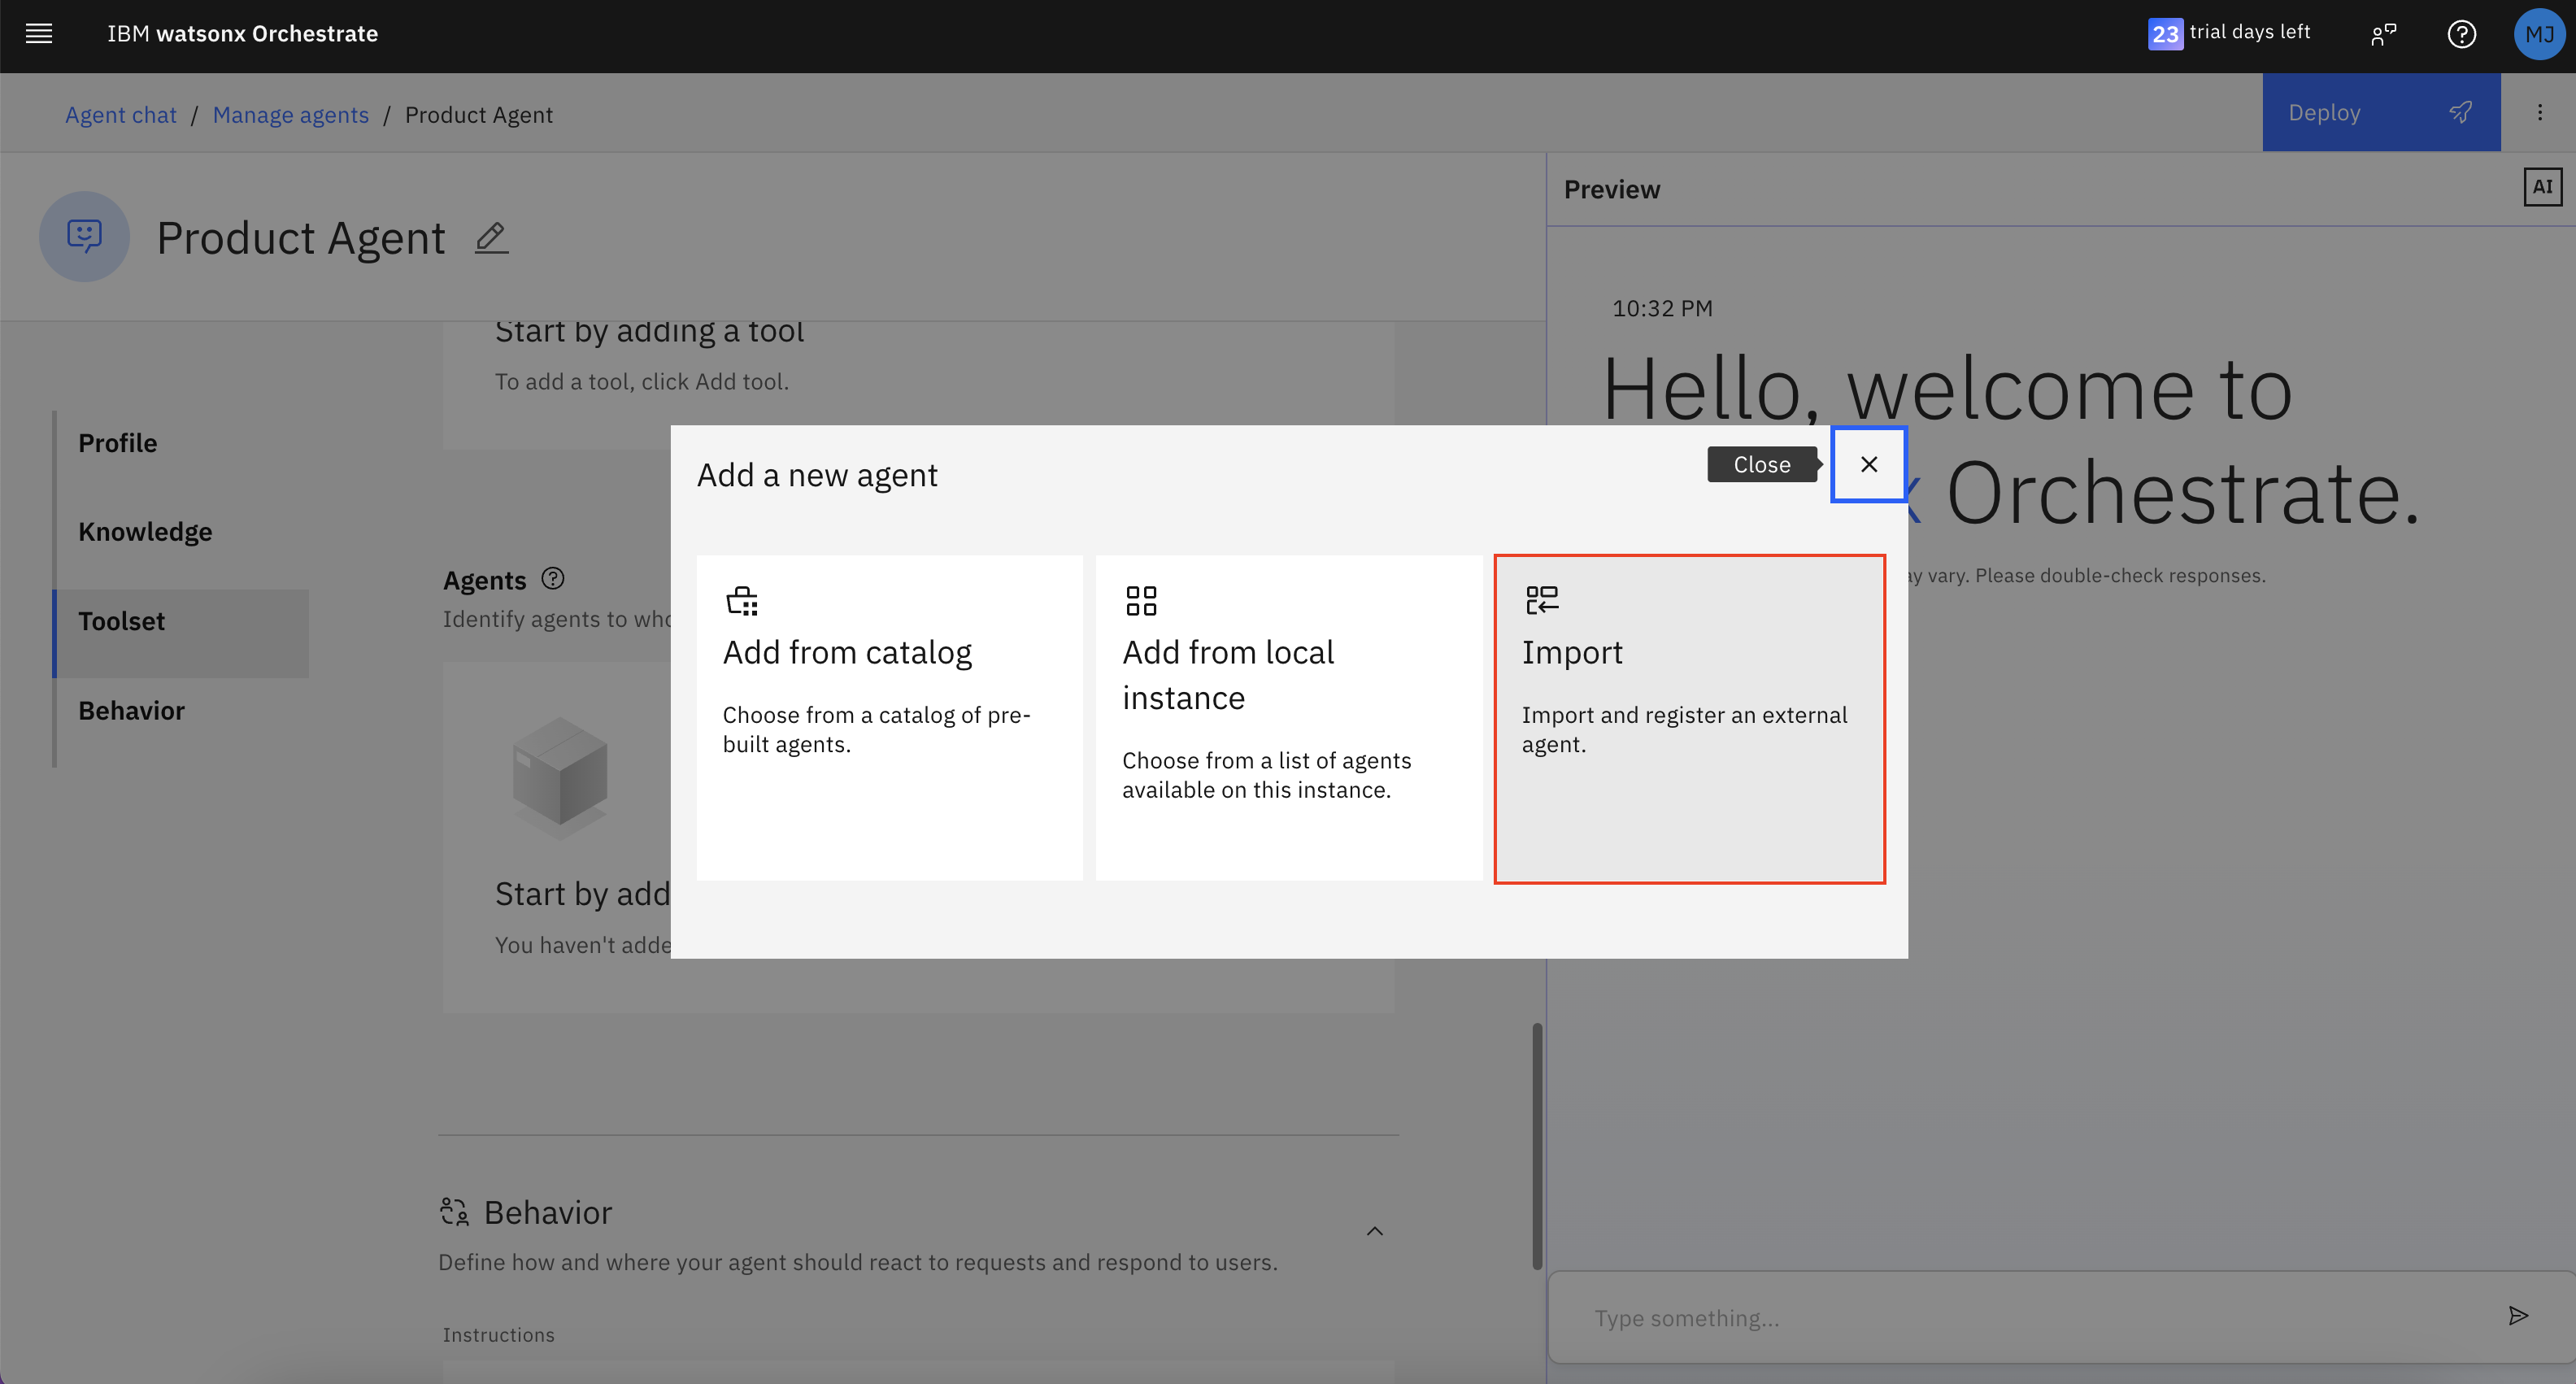 IBM watsonx Orchestrate
23 trial days left
MJ
Agent chat / Manage agents / Product Agent
Deploy
Product Agent
Preview
AI
Start by adding a tool
To add a tool, click Add tool.
Profile
Knowledge
Toolset
Behavior
Agents
Identify agents to who
Start by add
You haven't adde
Behavior
Define how and where your agent should react to requests and respond to users.
Instructions
Add a new agent
Close
Add from catalog
Choose from a catalog of pre-
built agents.
Add from local
instance
Choose from a list of agents
available on this instance.
Import
Import and register an external
agent.
10:32 PM
Hello, welcome to
x Orchestrate.
ay vary. Please double-check responses.
Type something...